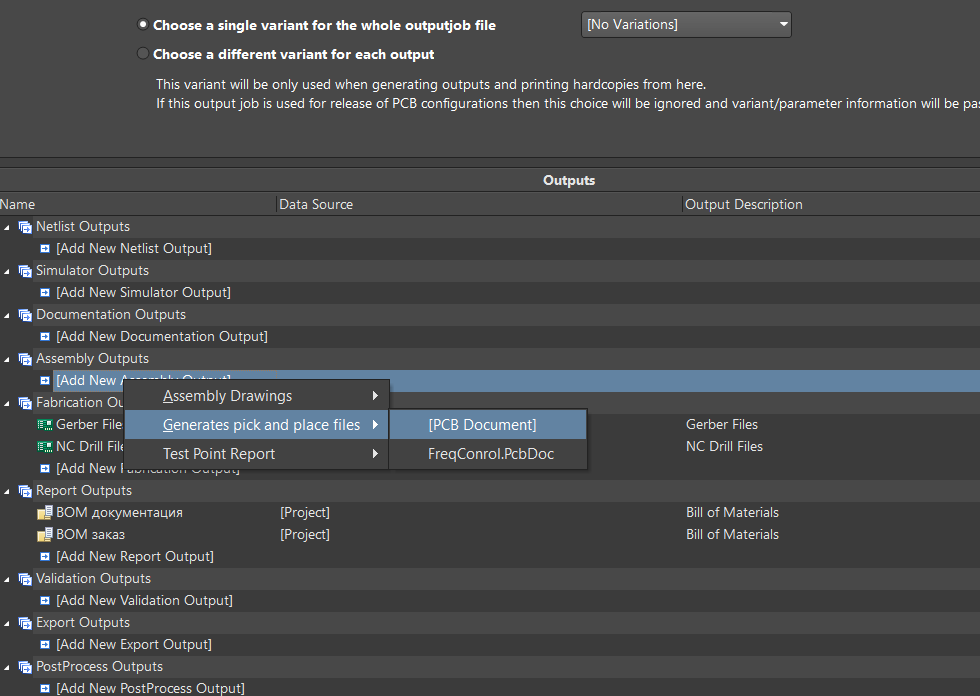 Choose a single variant for the whole outputjob file [No Variations]
Choose a different variant for each output
This variant will be only used when generating outputs and printing hardcopies from here.
If this output job is used for release of PCB configurations then this choice will be ignored and variant/parameter information will be
Outputs
Name Data Source Output Description
Netlist Outputs
[Add New Netlist Output]
Simulator Outputs
[Add New Simulator Output]
Documentation Outputs
[Add New Documentation Output]
Assembly Outputs
[Add New Assembly Output]
Assembly Drawings
Fabrication
Generates pick and place files [PCB Document]
Gerber Gerber Files
Test Point Report FreqConrol.PcbDoc
NC Drill NC Drill Files
[Add New Fabrication Output]
Report Outputs
BOM документация [Project] Bill of Materials
BOM заказ [Project] Bill of Materials
[Add New Report Output]
Validation Outputs
[Add New Validation Output]
Export Outputs
[Add New Export Output]
PostProcess Outputs
[Add New PostProcess Output]